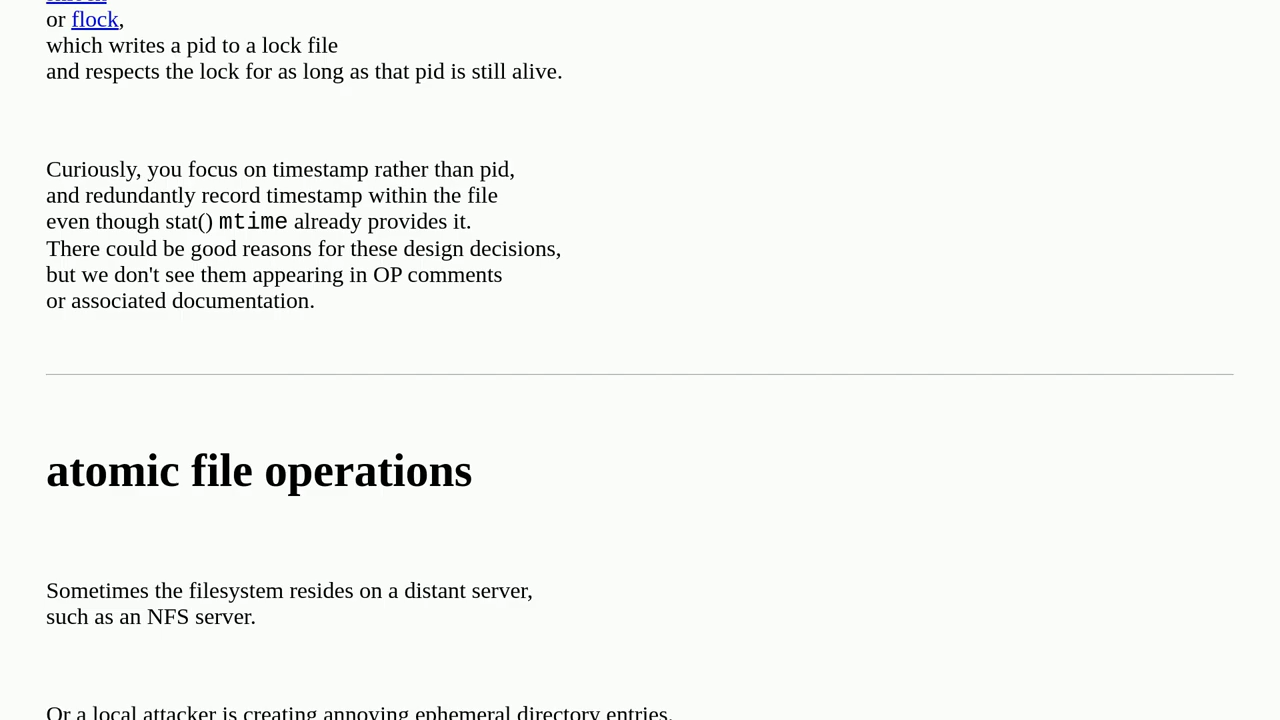 or flock,
which writes a pid to a lock file
and respects the lock for as long as that pid is still alive.
Curiously, you focus on timestamp rather than pid,
and redundantly record timestamp within the file
even though stat() mtime already provides it.
There could be good reasons for these design decisions,
but we don't see them appearing in OP comments
or associated documentation.
atomic file operations
Sometimes the filesystem resides on a distant server,
such as an NFS server.
Or a local attacker is creating annoying ephemeral directory entries.